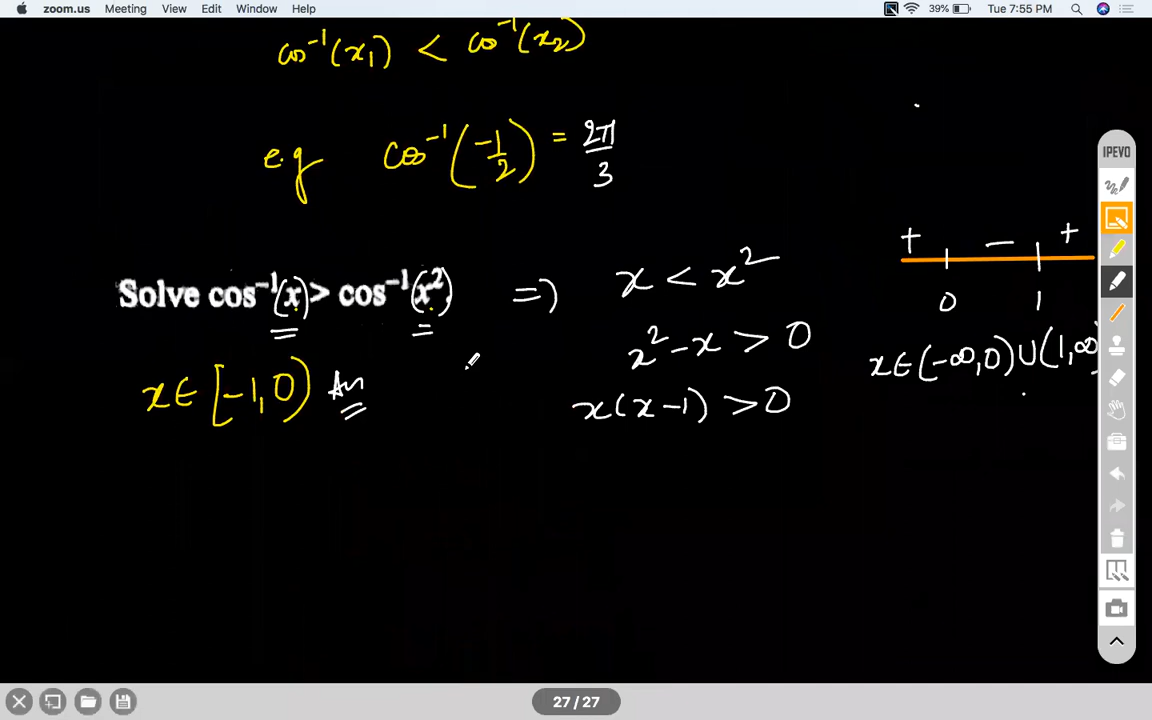 zoom.us Meeting View Edit Window Help 39% Tue 7:55 PM
cos⁻¹(x₁) < cos⁻¹(x₂)
e.g cos⁻¹(-1/2) = 2π/3
IPEVO
+ − +
0 1
Solve cos⁻¹(x) > cos⁻¹(x²) => x < x²
x² − x > 0
x ∈ (-∞, 0) ∪ (1, ∞)
x ∈ [-1, 0) An
x(x − 1) > 0
27 / 27